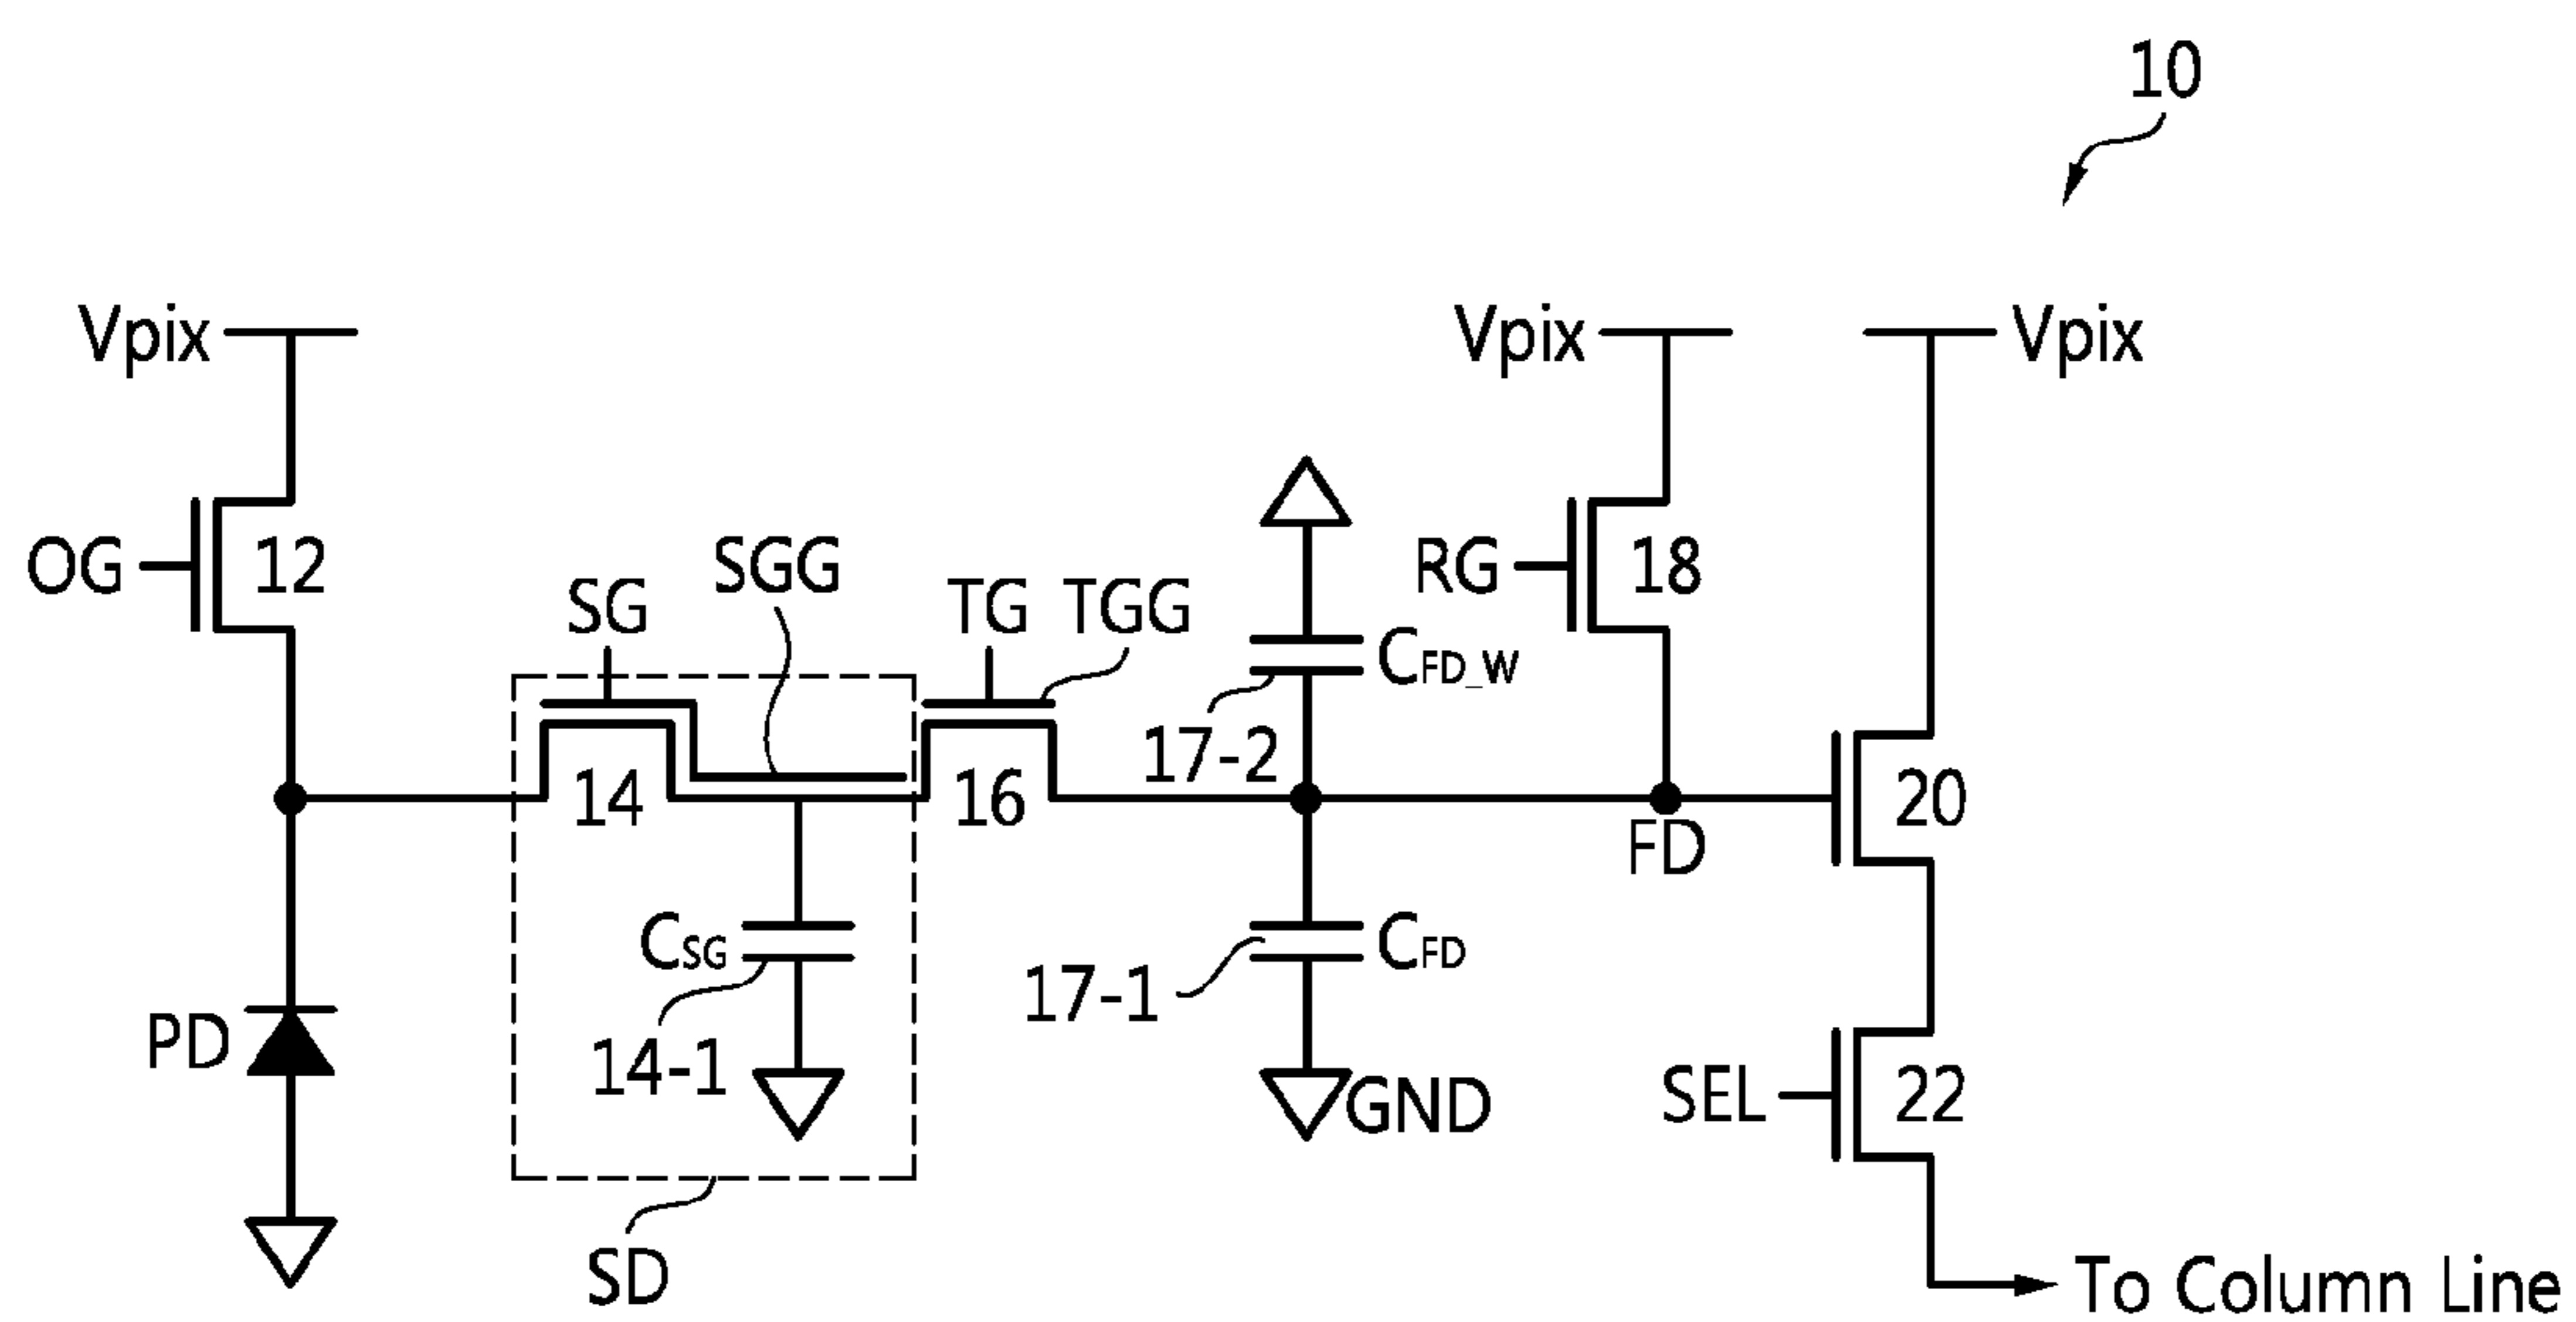 10
Vpix
Vpix
Vpix
OG
12
SG
SGG
TG
TGG
RG
18
CFD_W
17-2
14
16
20
FD
CSG
14-1
CFD
17-1
GND
PD
SEL
22
SD
To Column Line